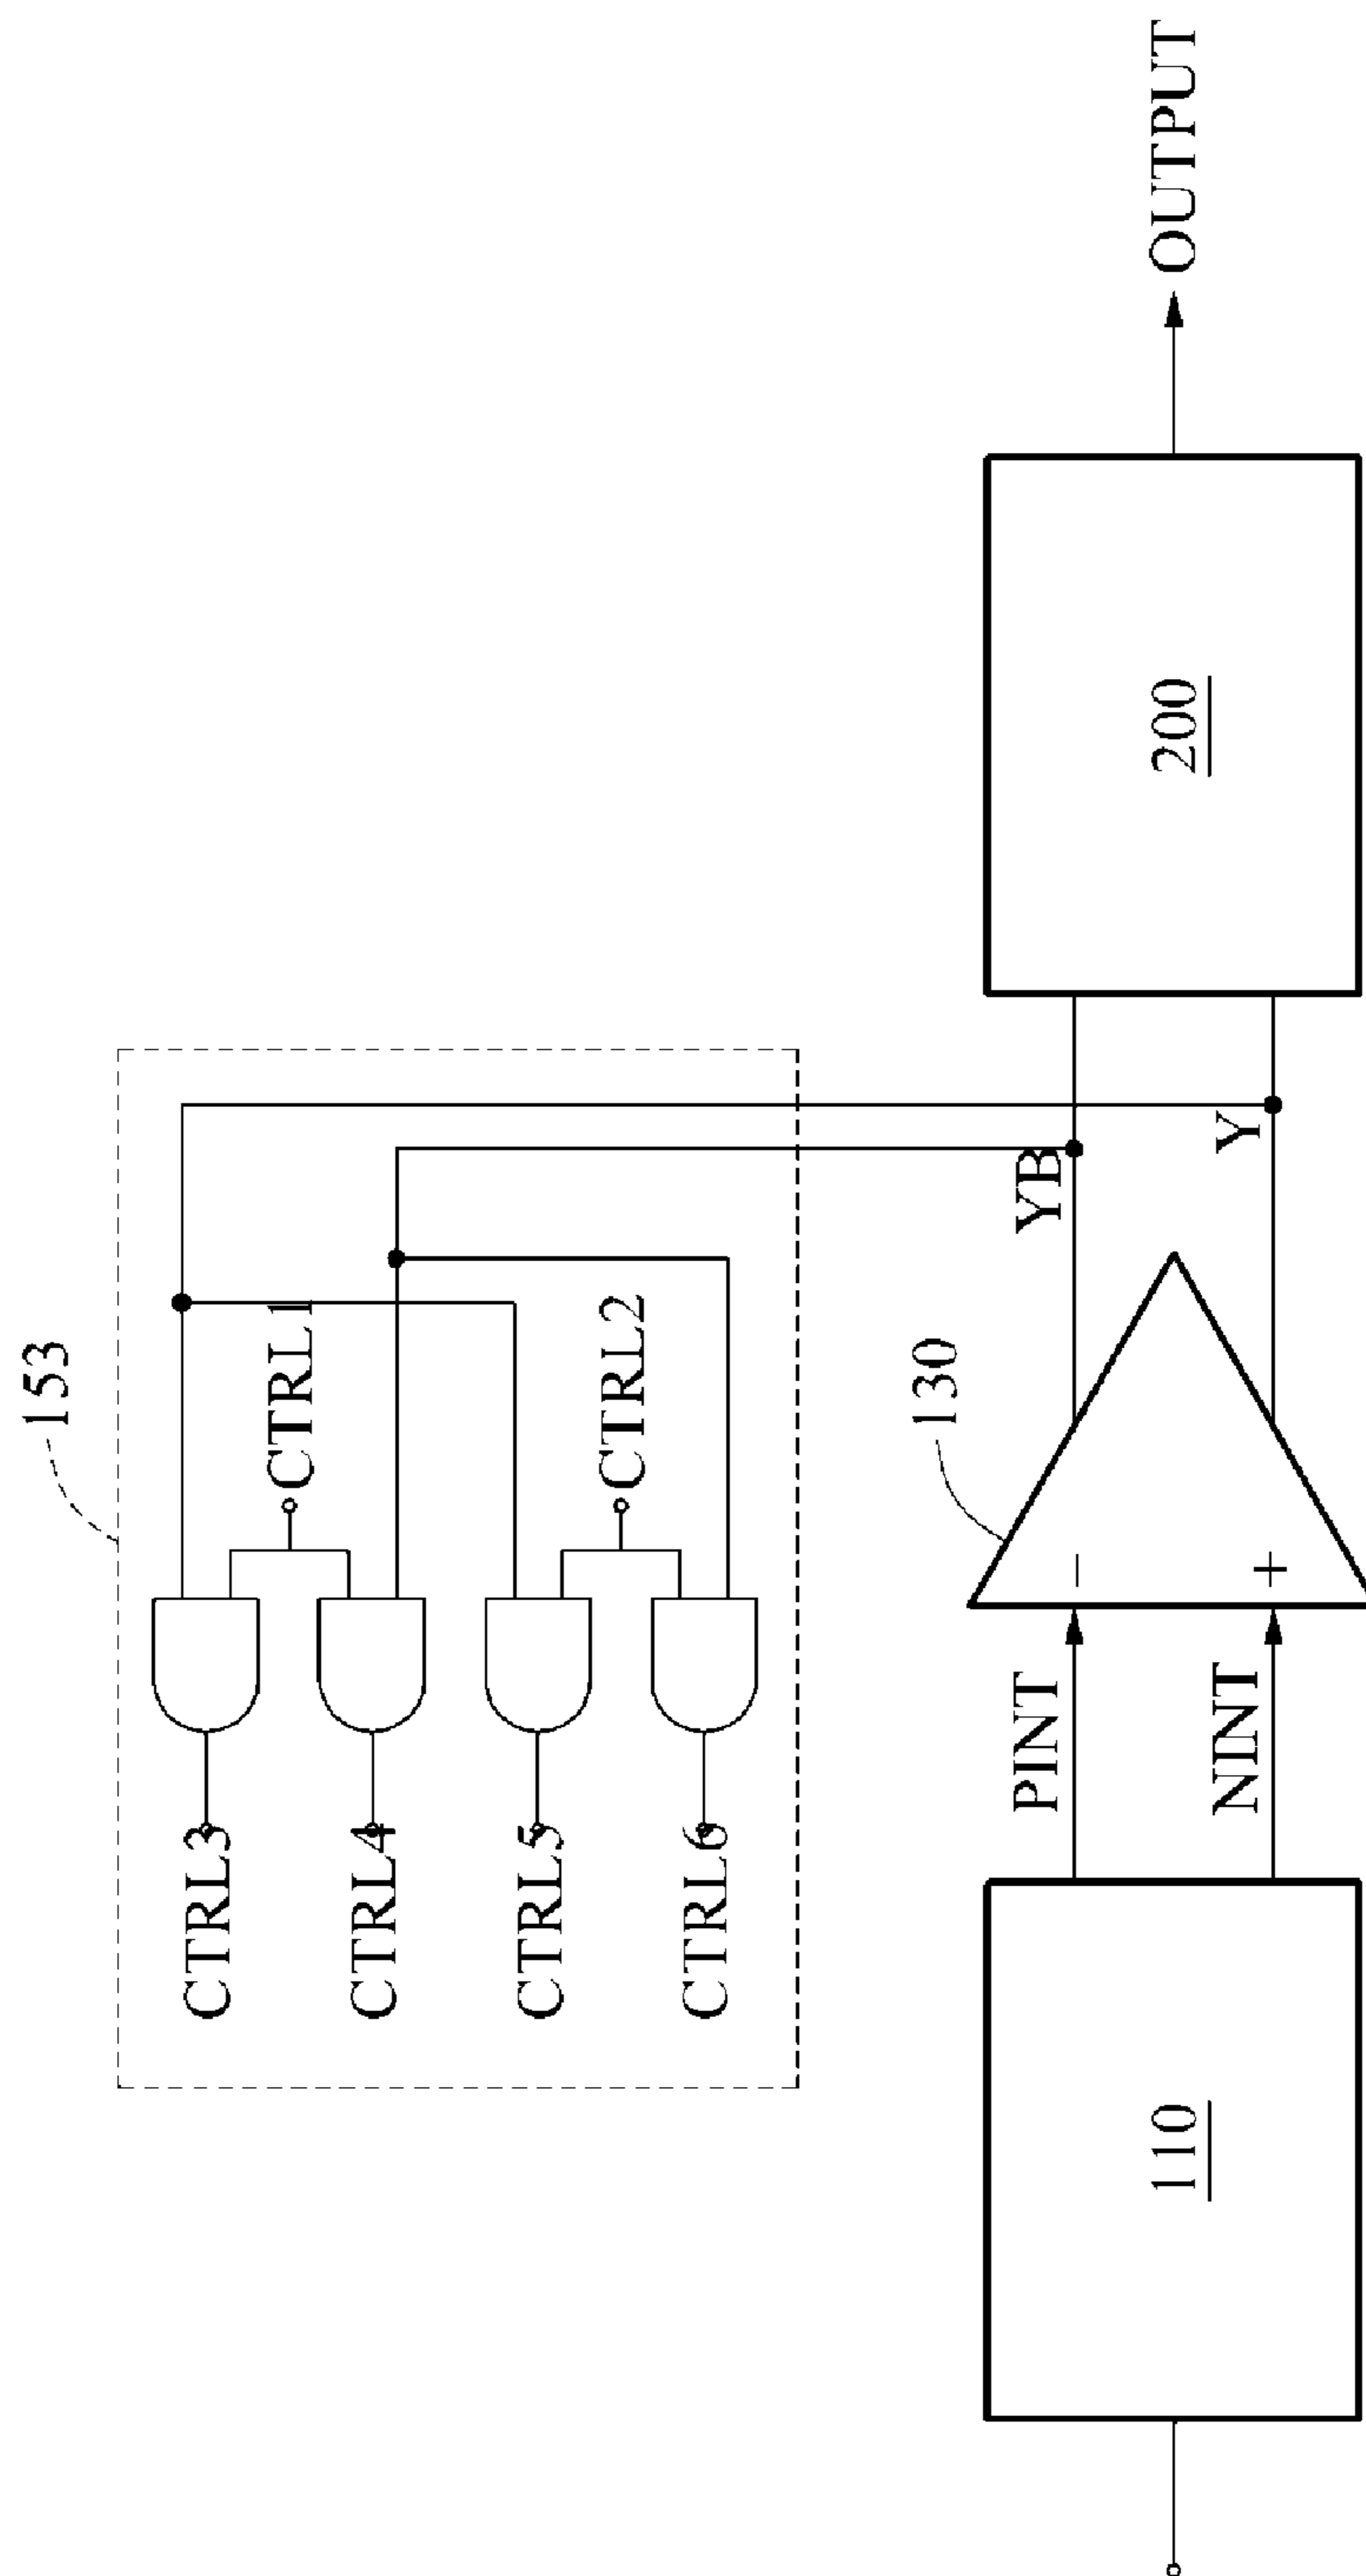 153
CTRL3
CTRL1
CTRL4
CTRL5
CTRL2
CTRL6
130
PINT
YB
NINT
Y
-
+
110
200
OUTPUT